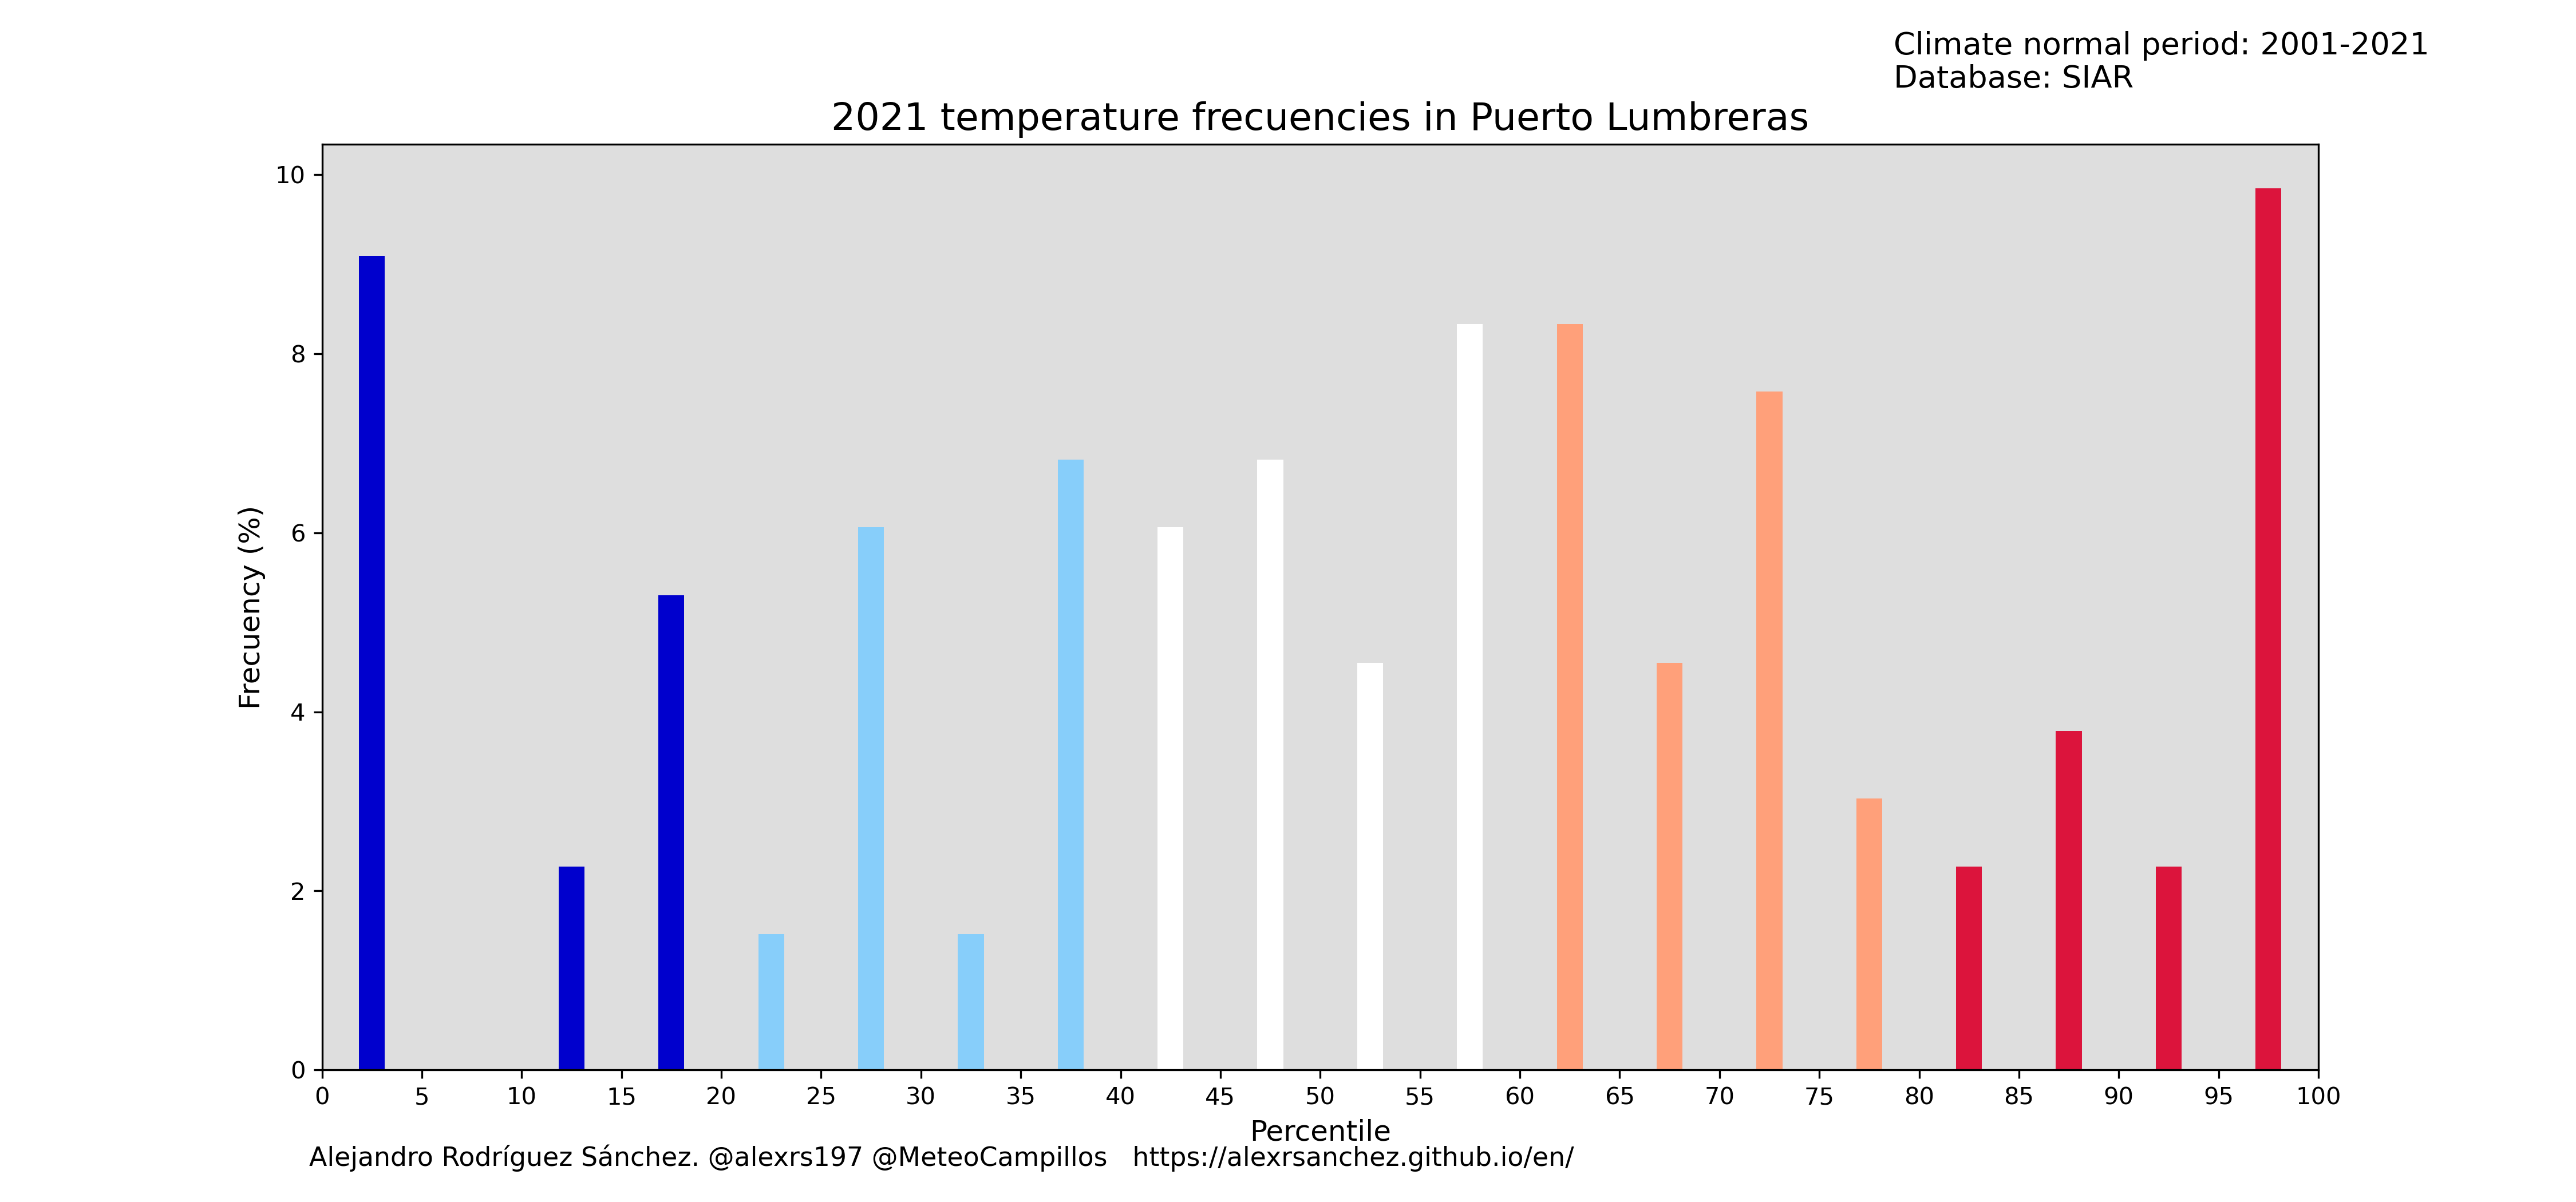 Climate normal period: 2001-2021
Database: SIAR
2021 temperature frecuencies in Puerto Lumbreras
10
8
6
4
2
0
Frecuency (%)
0 5 10 15 20 25 30 35 40 45 50 55 60 65 70 75 80 85 90 95 100
Percentile
Alejandro Rodríguez Sánchez. @alexrs197 @MeteoCampillos   https://alexrsanchez.github.io/en/